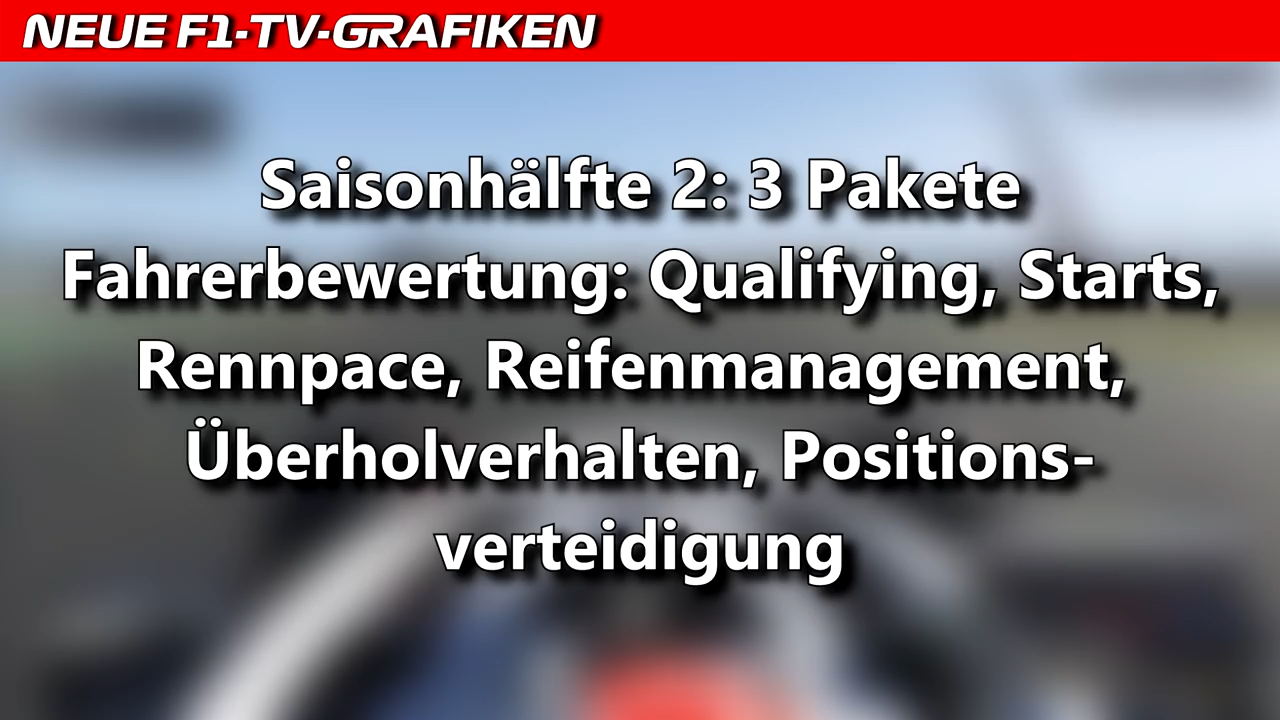 NEUE F1-TV-GRAFIKEN
Saisonhälfte 2: 3 Pakete
Fahrerbewertung: Qualifying, Starts,
Rennpace, Reifenmanagement,
Überholverhalten, Positions-
verteidigung